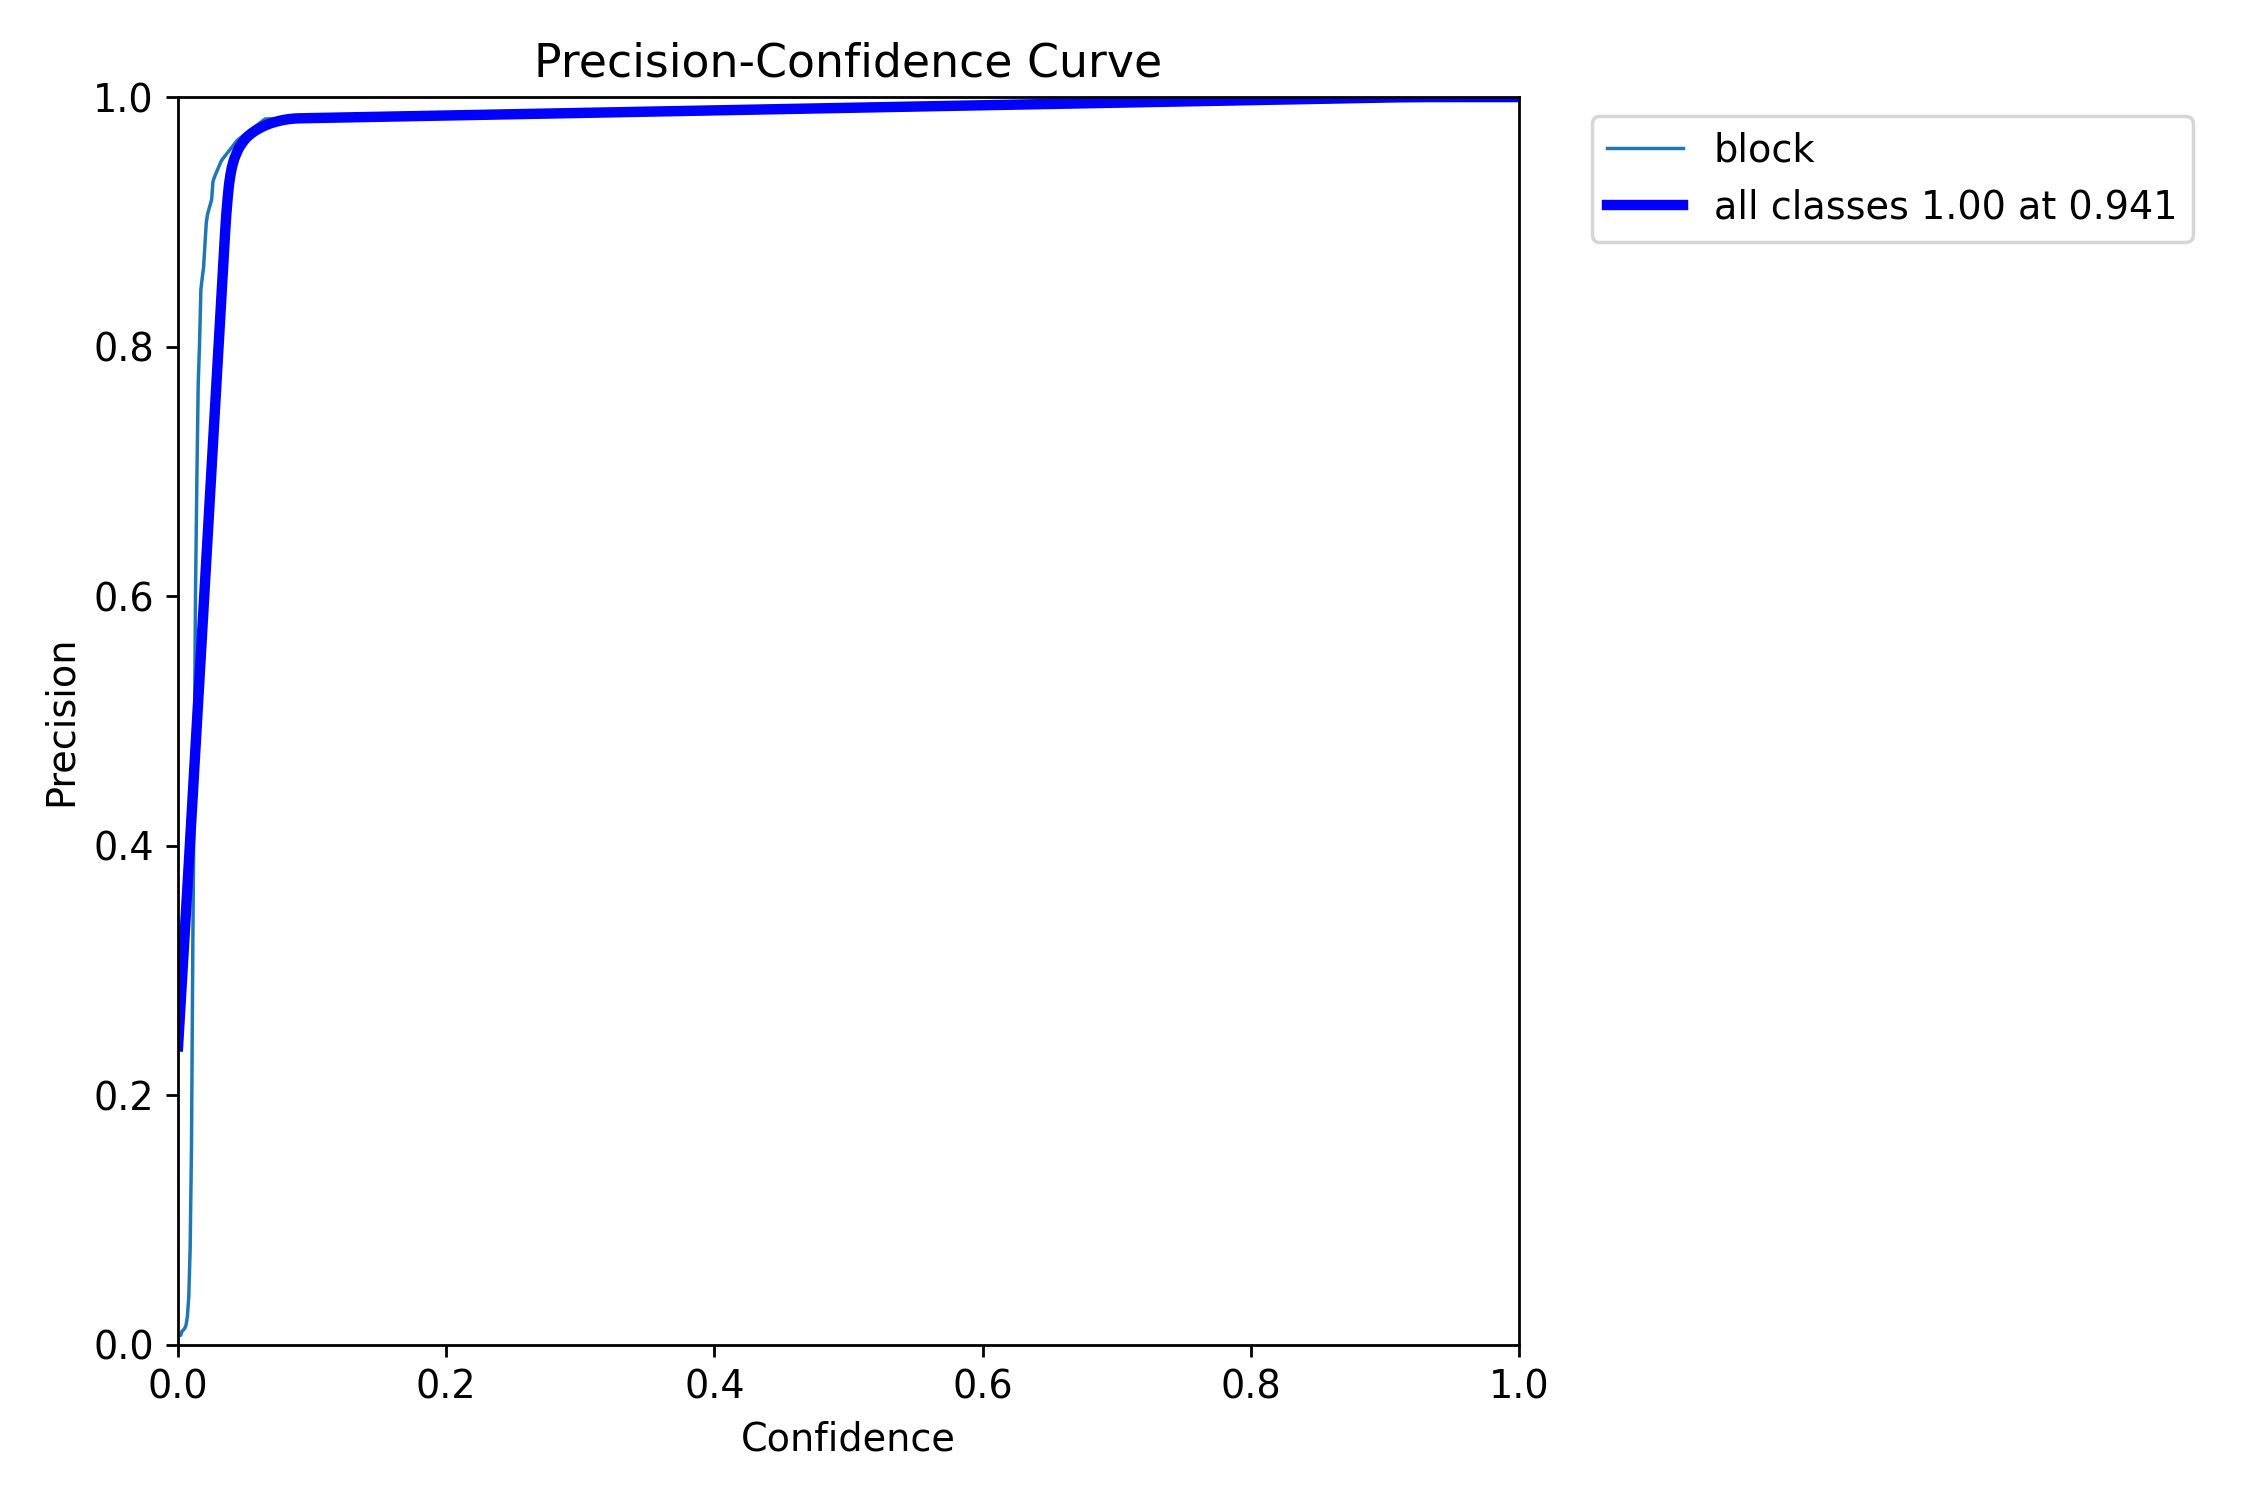 Precision-Confidence Curve
1.0
0.8
0.6
0.4
0.2
0.0
Precision
0.0 0.2 0.4 0.6 0.8 1.0
Confidence
block
all classes 1.00 at 0.941